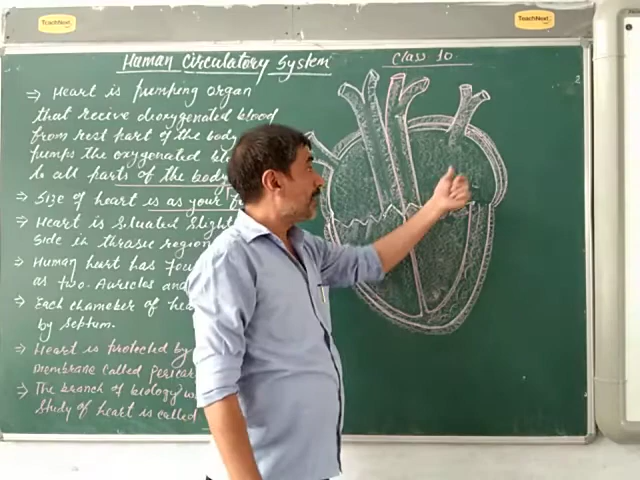 TeachNext
TeachNext
Human Circulatory System
Class 10
→ Heart is pumping organ
that receive deoxygenated blood
from rest part of the body
pumps the oxygenated
to all parts of the body
→ Size of heart is as your
→ Heart is situated slight
side in thrasic region
→ Human heart has
as two. Auricles and
→ Each chameber of
by septum.
→ Heart is protected by
membrane called
→ The branch of biology
Study of heart is called